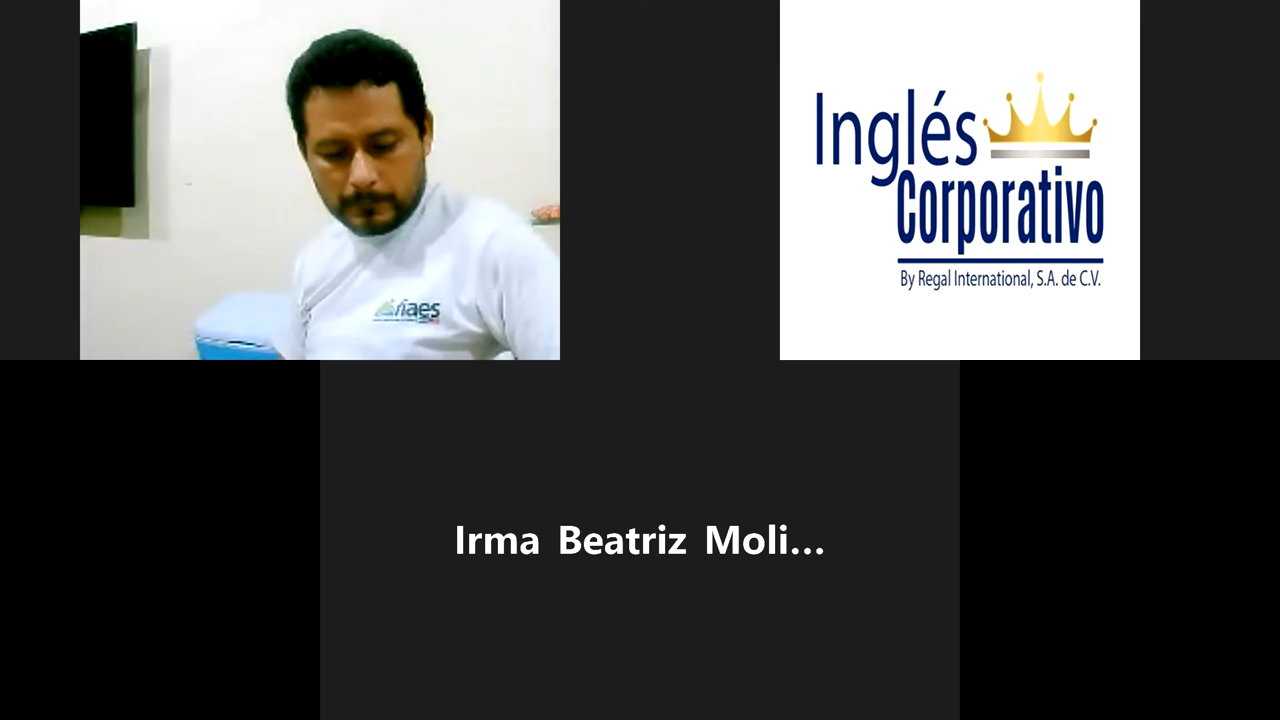 Inglés
Corporativo
By Regal International, S.A. de C.V.
Irma Beatriz Moli...